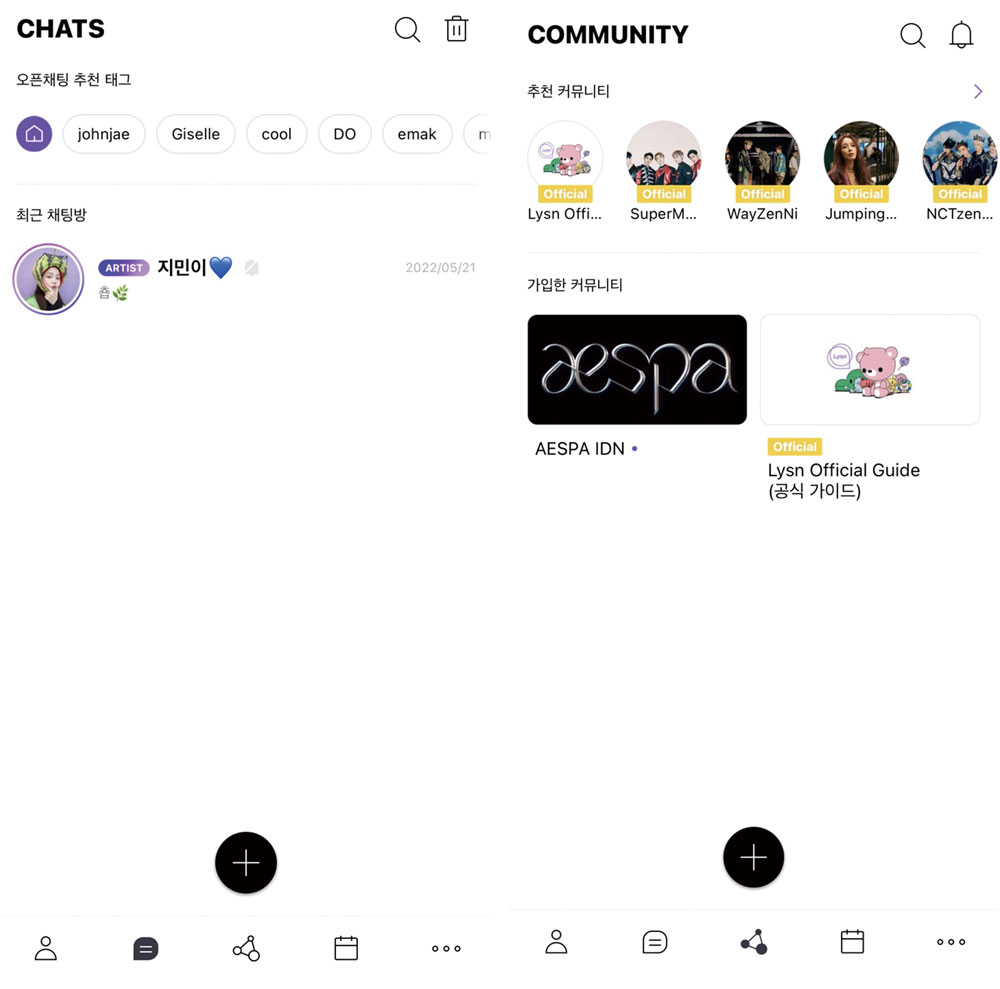 CHATS
오픈채팅 추천 태그
johnjae
Giselle
cool
DO
emak
m
최근 채팅방
ARTIST 지민이💙
2022/05/21
츕🌿
COMMUNITY
추천 커뮤니티
Lysn
Official
Official
Official
Official
Official
Lysn Offi...
SuperM...
WayZenNi
Jumping...
NCTzen...
가입한 커뮤니티
aespa
AESPA IDN
Lysn
Official
Lysn Official Guide
(공식 가이드)